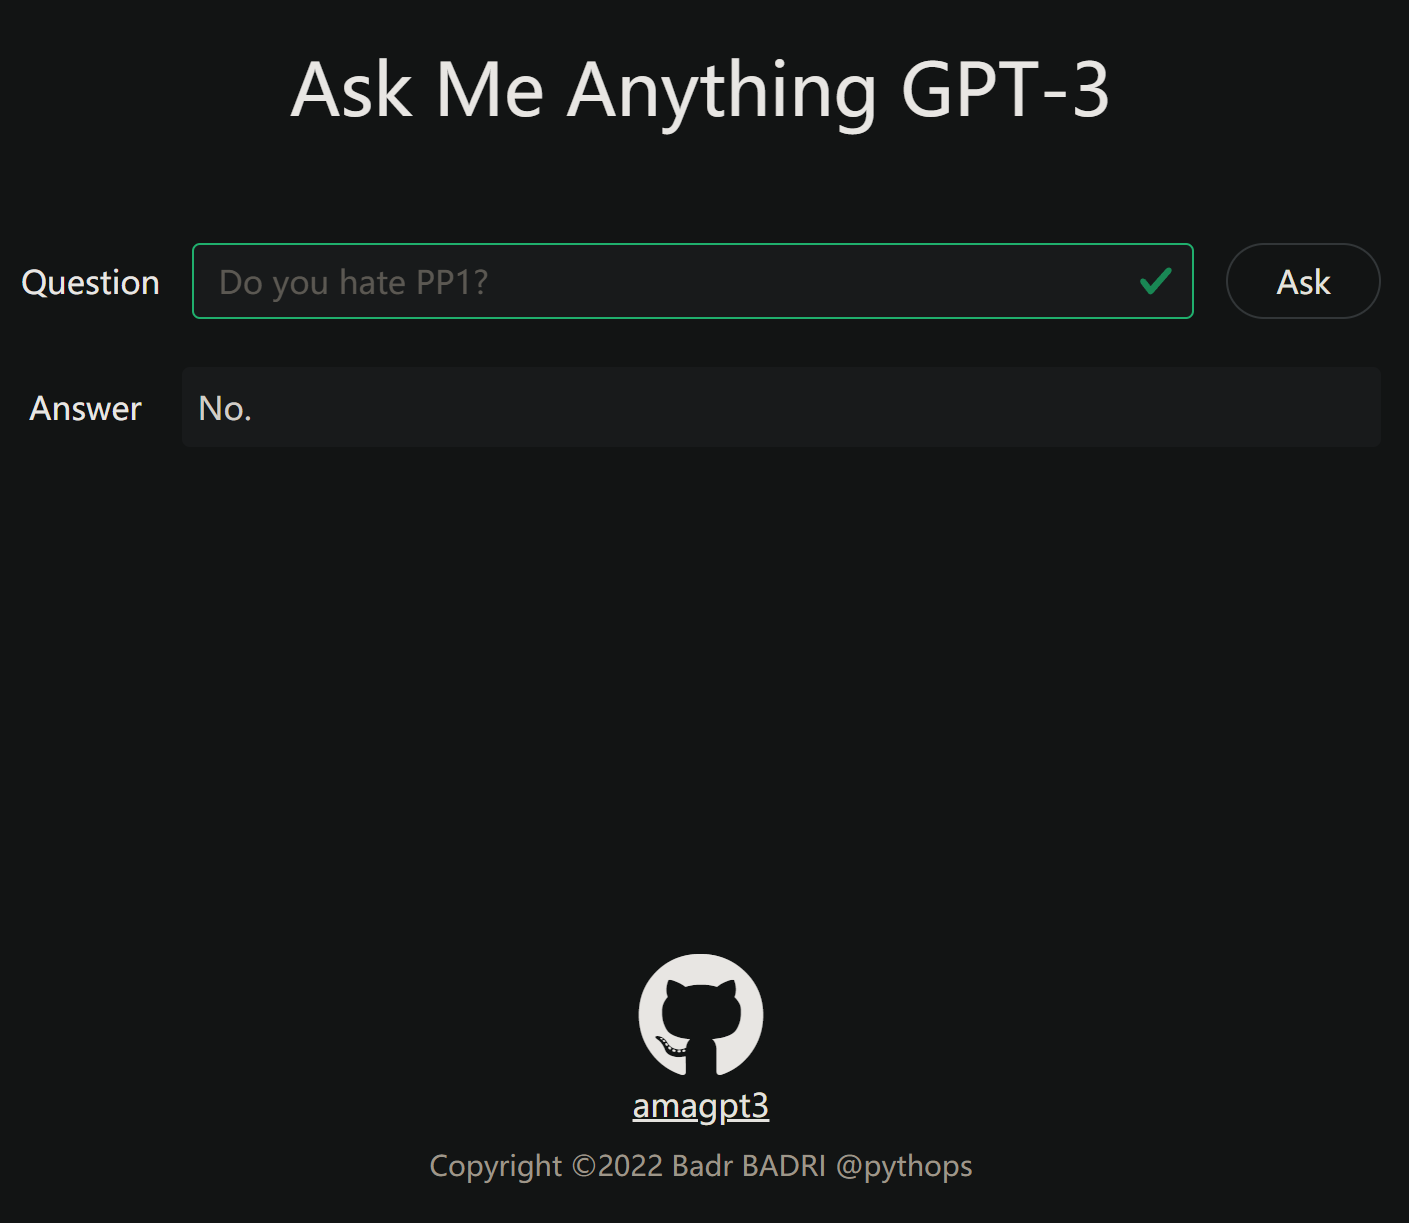 Ask Me Anything GPT-3
Question Do you hate PP1? Ask
Answer No.
amagpt3
Copyright ©2022 Badr BADRI @pythops